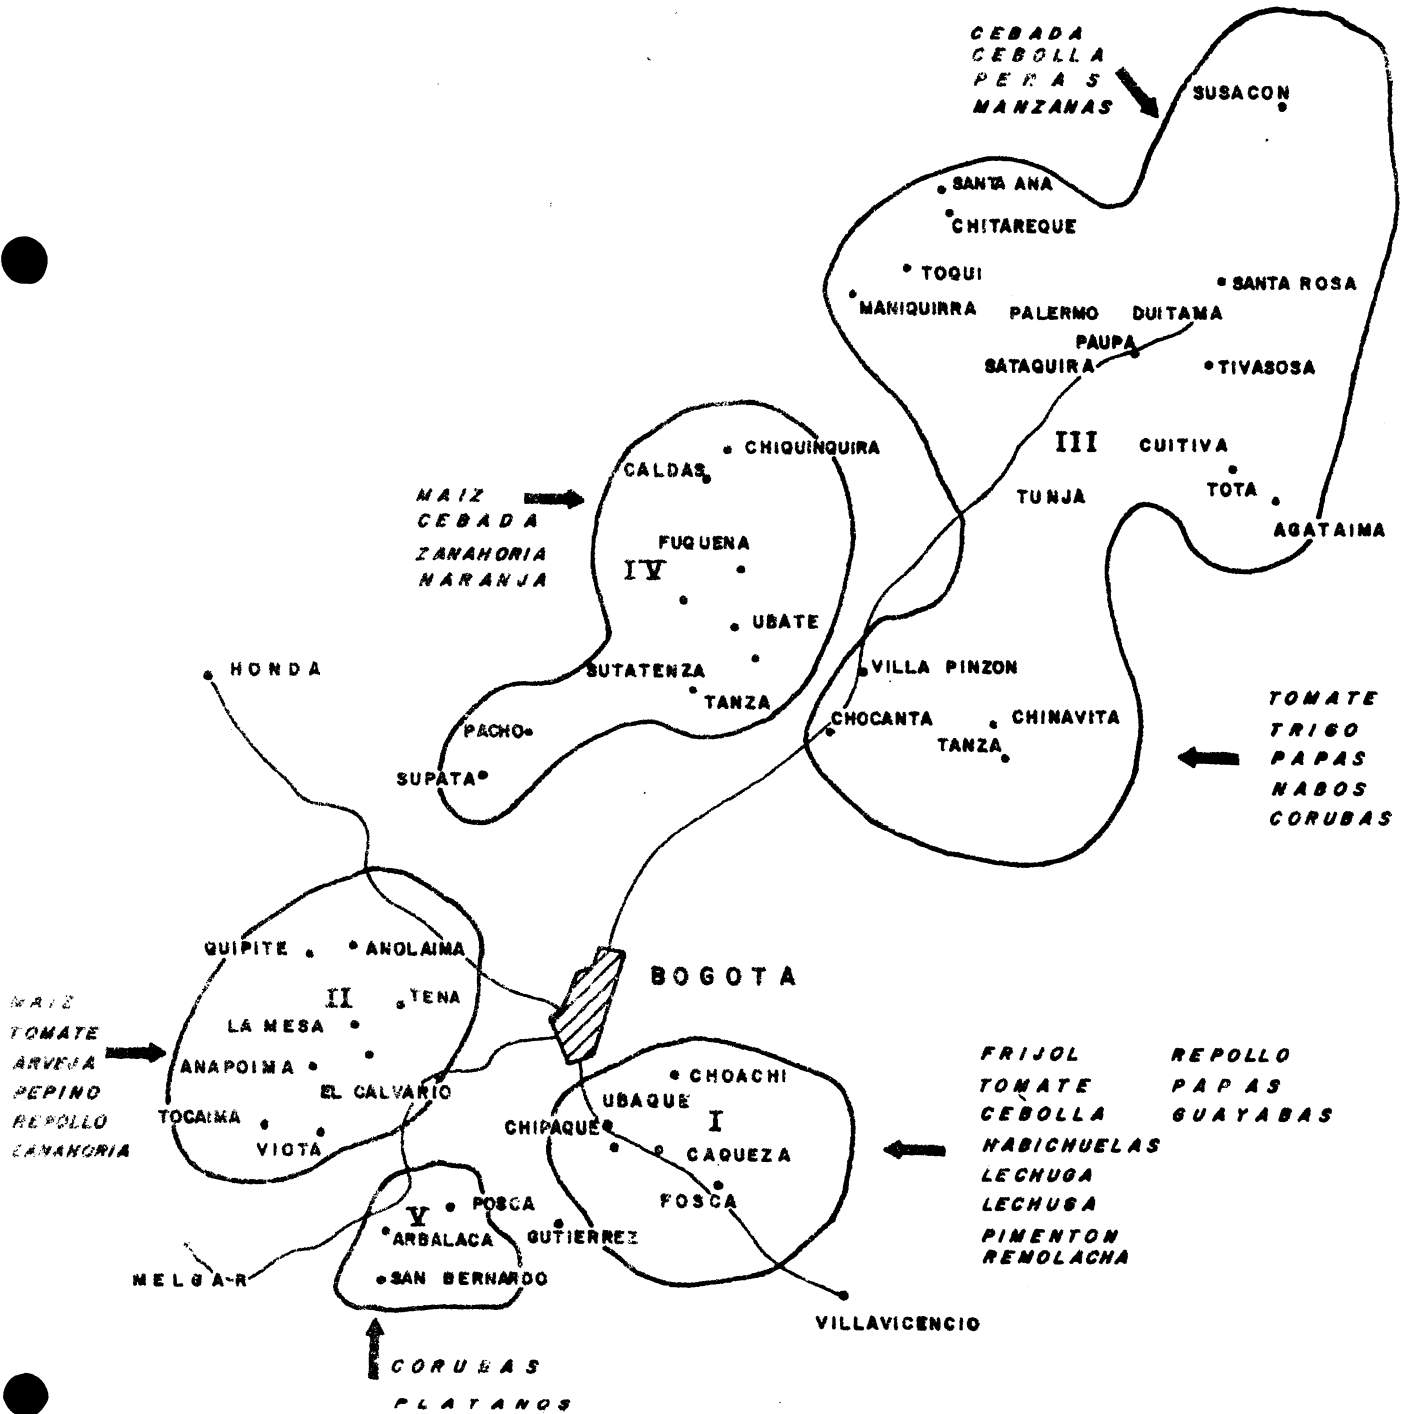 CEBADA
CEBOLLA
PERAS
MANZANAS
SUSACON
SANTA ANA
CHITAREQUE
TOQUI
MANIQUIRRA
SANTA ROSA
PALERMO
DUITAMA
PAUPA
SATAQUIRA
TIVASOSA
III
CUITIVA
TUNJA
TOTA
AGATAIMA
CHIQUINQUIRA
CALDAS
MAIZ
CEBADA
ZANAHORIA
NARANJA
FUQUENA
IV
UBATE
SUTATENZA
TANZA
PACHO
SUPATA
HONDA
VILLA PINZON
CHOCANTA
CHINAVITA
TANZA
TOMATE
TRIGO
PAPAS
NABOS
CORUBAS
QUIPITE
ANOLAIMA
II
TENA
LA MESA
ANAPOIMA
EL CALVARIO
TOCAIMA
VIOTA
MAIZ
TOMATE
ARVEJA
PEPINO
REPOLLO
ZANAHORIA
BOGOTA
CHOACHI
UBAQUE
I
CHIPAQUE
CAQUEZA
FOSCA
GUTIERREZ
FRIJOL
TOMATE
CEBOLLA
HABICHUELAS
LECHUGA
LECHUGA
PIMENTON
REMOLACHA
REPOLLO
PAPAS
GUAYABAS
POSCA
V
ARBALACA
SAN BERNARDO
MELGAR
VILLAVICENCIO
CORUBAS
PLATANOS